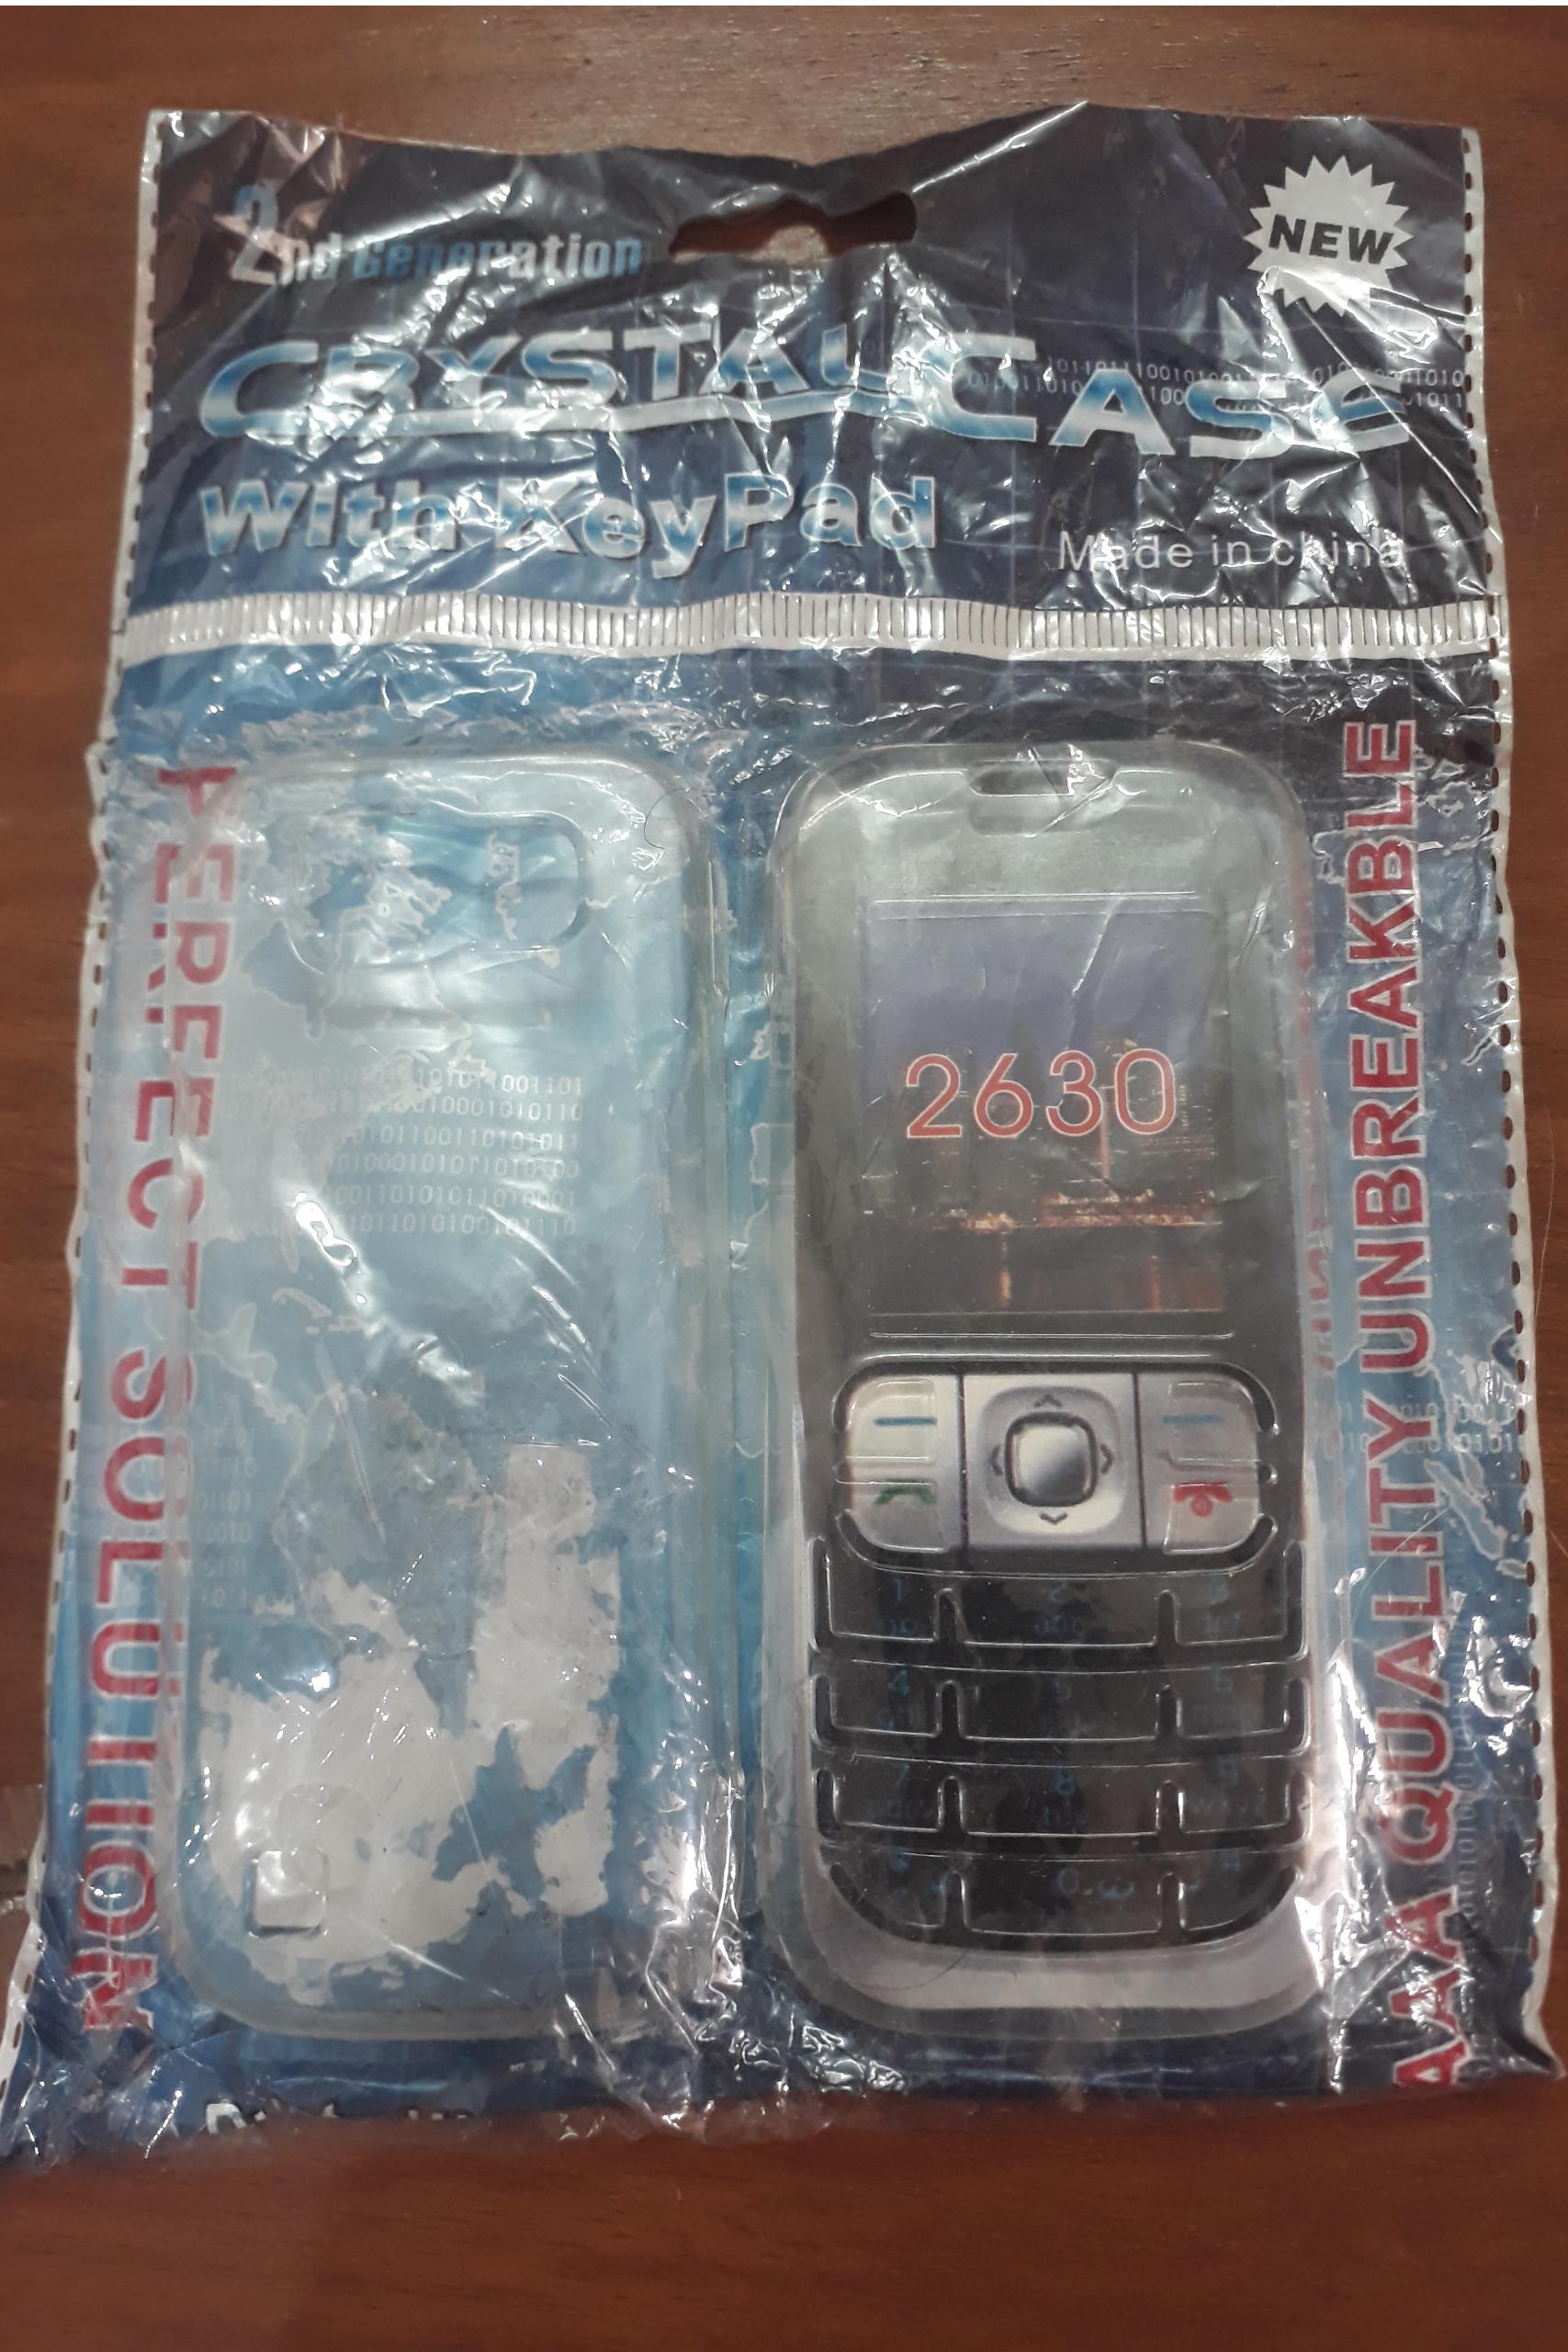 2nd Generation
NEW
CRYSTAL CASE
With KeyPad
Made in china
PERFECT SOLUTION
2630
AAA QUALITY UNBREAKBLE